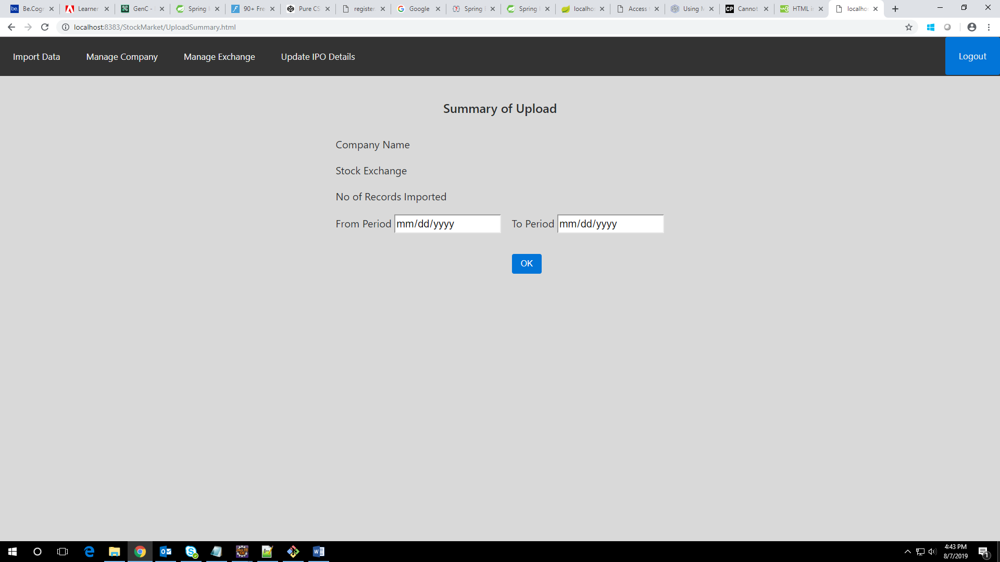 Be.Cog
Learner
GenC -
Spring
90+ Fre
Pure CS
register.
Google
Spring
Spring
localho
Access
Using
CP Cannot
HTML i
localho
localhost:8383/StockMarket/UploadSummary.html
Import Data Manage Company Manage Exchange Update IPO Details Logout
Summary of Upload
Company Name
Stock Exchange
No of Records Imported
From Period mm/dd/yyyy To Period mm/dd/yyyy
OK
4:43 PM
8/7/2019
1